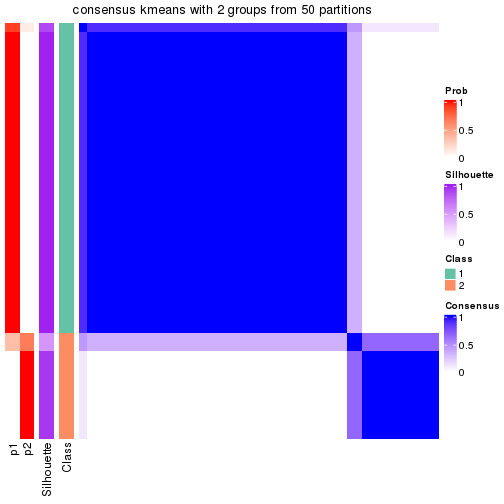 consensus kmeans with 2 groups from 50 partitions
Prob
1
0.5
0
Silhouette
1
0.5
0
Class
1
2
Consensus
1
0.5
0
p1
p2
Silhouette
Class